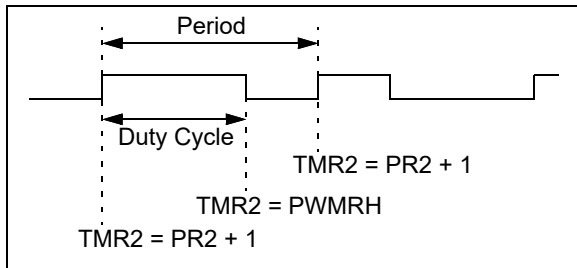 Period
Duty Cycle
TMR2 = PR2 + 1
TMR2 = PWMRH
TMR2 = PR2 + 1